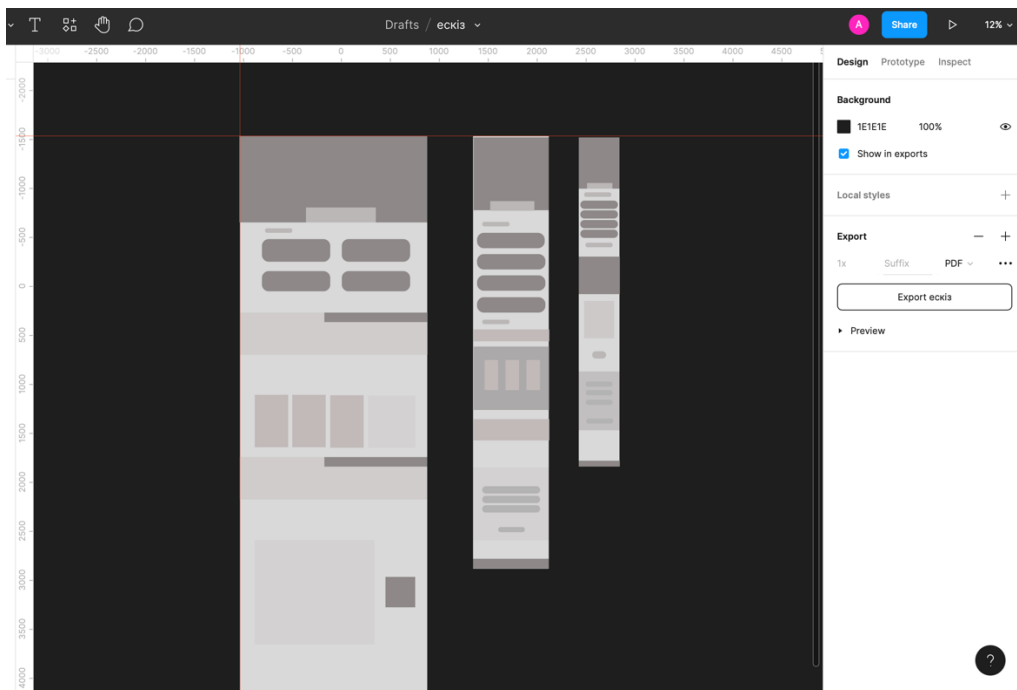 Drafts / ескіз
A
Share
12%
-3000 -2500 -2000 -1500 -1000 -500 0 500 1000 1500 2000 2500 3000 3500 4000 4500
-2000
-1500
-1000
-500
0
500
1000
1500
2000
2500
3000
3500
4000
Design Prototype Inspect
Background
1E1E1E 100%
Show in exports
Local styles
Export
1x Suffix PDF
Export ескіз
Preview
?